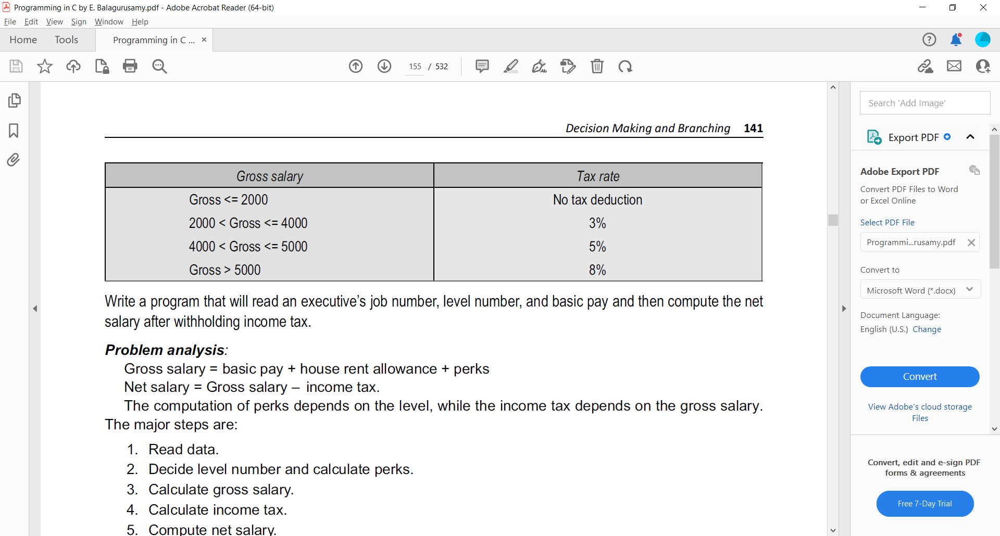 Programming in C by E. Balagurusamy.pdf - Adobe Acrobat Reader (64-bit)
File Edit View Sign Window Help
Home Tools Programming in C ... ×
155 / 532
Search 'Add Image'
Decision Making and Branching 141
Export PDF
Gross salary Tax rate
Gross <= 2000 No tax deduction
2000 < Gross <= 4000 3%
4000 < Gross <= 5000 5%
Gross > 5000 8%
Write a program that will read an executive’s job number, level number, and basic pay and then compute the net
salary after withholding income tax.
Problem analysis:
Gross salary = basic pay + house rent allowance + perks
Net salary = Gross salary – income tax.
The computation of perks depends on the level, while the income tax depends on the gross salary.
The major steps are:
1. Read data.
2. Decide level number and calculate perks.
3. Calculate gross salary.
4. Calculate income tax.
5. Compute net salary.
Adobe Export PDF
Convert PDF Files to Word
or Excel Online
Select PDF File
Programmi...rusamy.pdf
Convert to
Microsoft Word (*.docx)
Document Language:
English (U.S.) Change
Convert
View Adobe's cloud storage
Files
Convert, edit and e-sign PDF
forms & agreements
Free 7-Day Trial